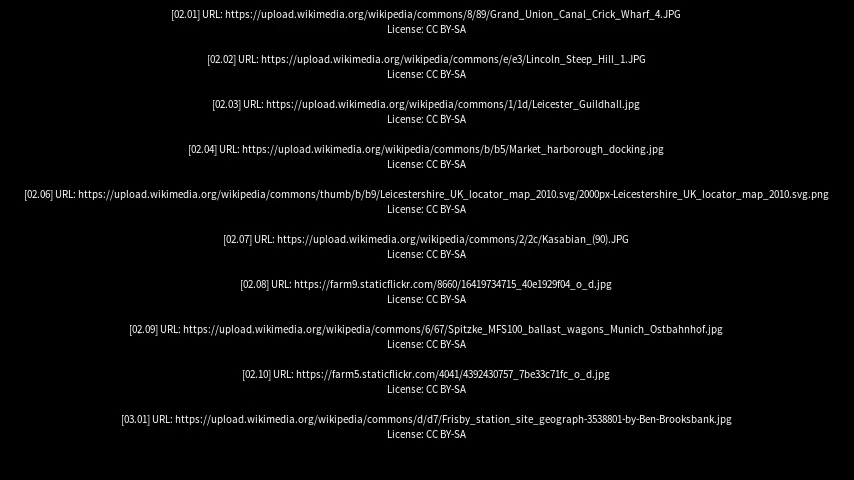 [02.01] URL: https://upload.wikimedia.org/wikipedia/commons/8/89/Grand_Union_Canal_Crick_Wharf_4.JPG
License: CC BY-SA
[02.02] URL: https://upload.wikimedia.org/wikipedia/commons/e/e3/Lincoln_Steep_Hill_1.JPG
License: CC BY-SA
[02.03] URL: https://upload.wikimedia.org/wikipedia/commons/1/1d/Leicester_Guildhall.jpg
License: CC BY-SA
[02.04] URL: https://upload.wikimedia.org/wikipedia/commons/b/b5/Market_harborough_docking.jpg
License: CC BY-SA
[02.06] URL: https://upload.wikimedia.org/wikipedia/commons/thumb/b/b9/Leicestershire_UK_locator_map_2010.svg/2000px-Leicestershire_UK_locator_map_2010.svg.png
License: CC BY-SA
[02.07] URL: https://upload.wikimedia.org/wikipedia/commons/2/2c/Kasabian_(90).JPG
License: CC BY-SA
[02.08] URL: https://farm9.staticflickr.com/8660/16419734715_40e1929f04_o_d.jpg
License: CC BY-SA
[02.09] URL: https://upload.wikimedia.org/wikipedia/commons/6/67/Spitzke_MFS100_ballast_wagons_Munich_Ostbahnhof.jpg
License: CC BY-SA
[02.10] URL: https://farm5.staticflickr.com/4041/4392430757_7be33c71fc_o_d.jpg
License: CC BY-SA
[03.01] URL: https://upload.wikimedia.org/wikipedia/commons/d/d7/Frisby_station_site_geograph-3538801-by-Ben-Brooksbank.jpg
License: CC BY-SA